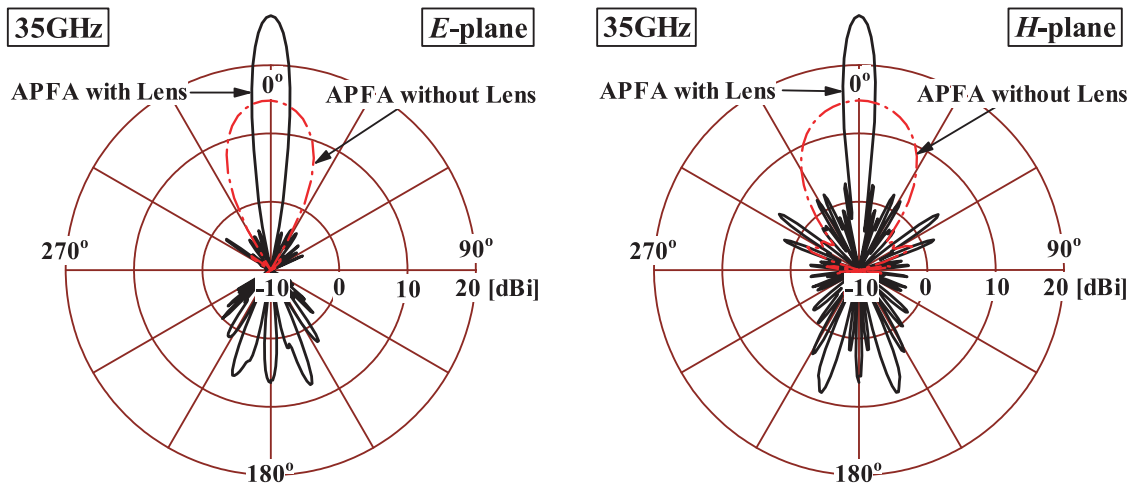 35GHz
E-plane
0°
APFA with Lens
APFA without Lens
270°
90°
-10
0
10
20
[dBi]
180°
35GHz
H-plane
0°
APFA with Lens
APFA without Lens
270°
90°
-10
0
10
20
[dBi]
180°